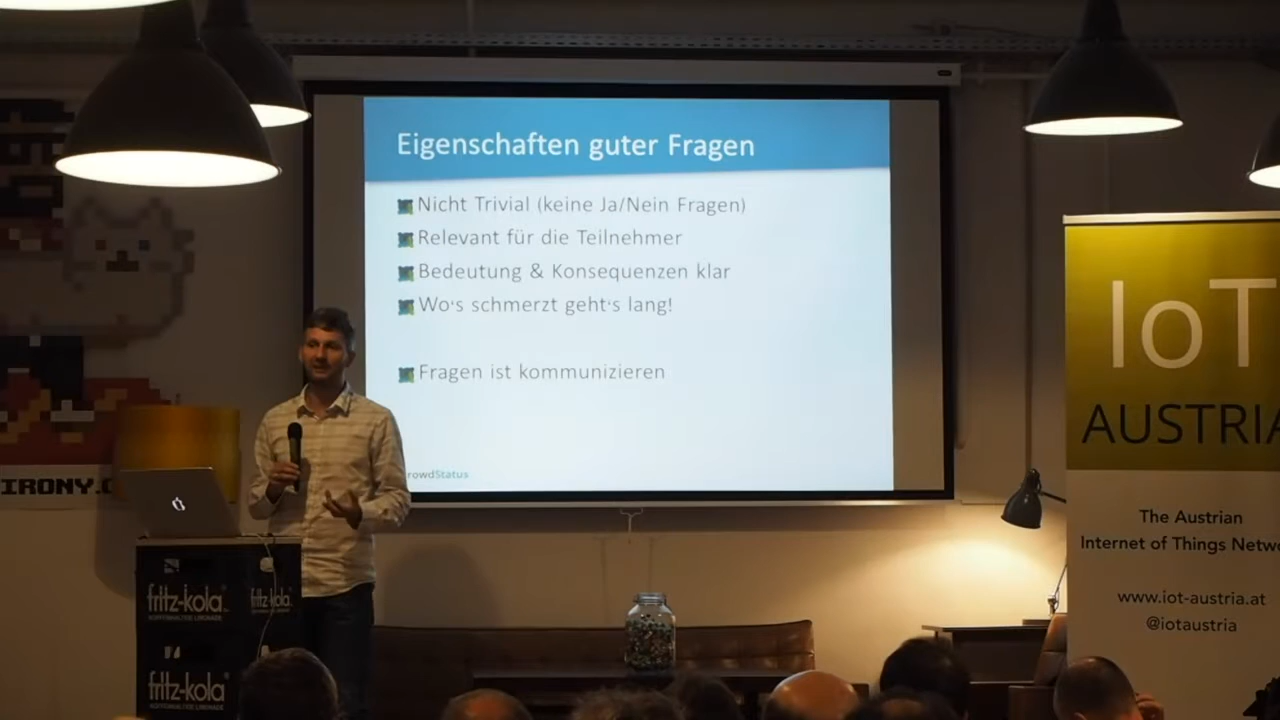 Eigenschaften guter Fragen
Nicht Trivial (keine Ja/Nein Fragen)
Relevant für die Teilnehmer
Bedeutung & Konsequenzen klar
Wo's schmerzt geht's lang!
Fragen ist kommunizieren
rowdStatus
IRONY.C
fritz-kola
fritz-kola
fritz-kola
IoT
AUSTRIA
The Austrian
Internet of Things Netwo
www.iot-austria.at
@iotaustria